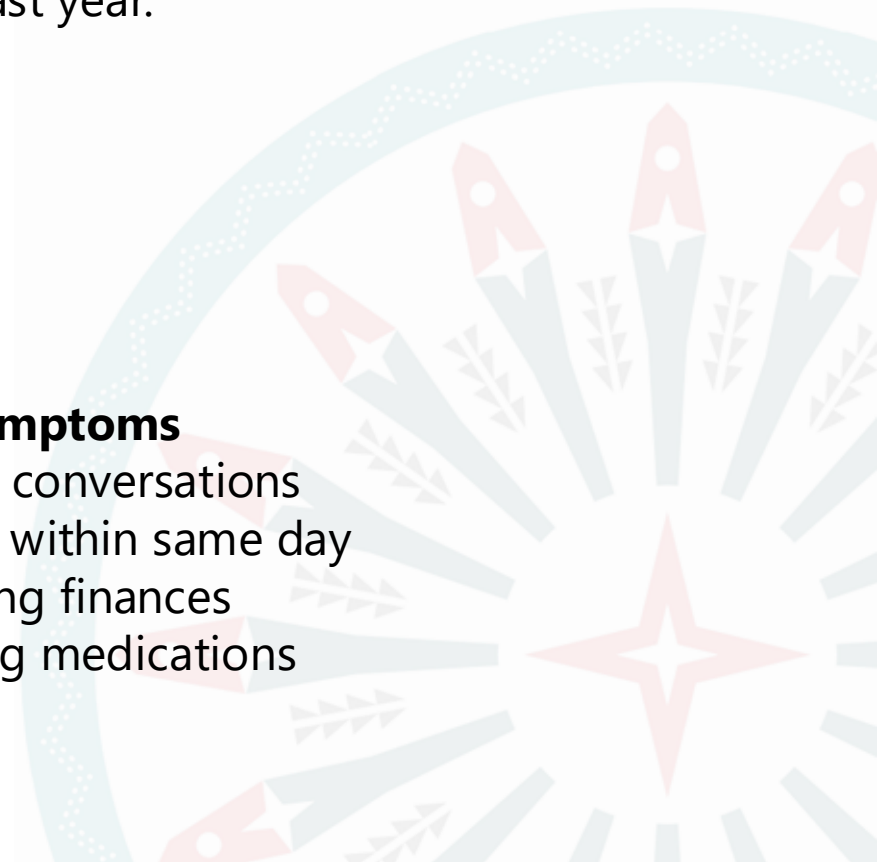 ast year.
mptoms
conversations
within same day
ng finances
g medications